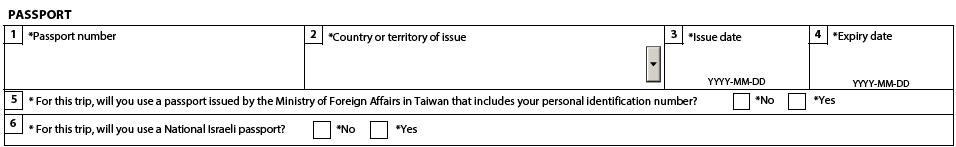 PASSPORT
1 *Passport number 2 *Country or territory of issue 3 *Issue date 4 *Expiry date
YYYY-MM-DD YYYY-MM-DD
5 * For this trip, will you use a passport issued by the Ministry of Foreign Affairs in Taiwan that includes your personal identification number? *No *Yes
6 * For this trip, will you use a National Israeli passport? *No *Yes